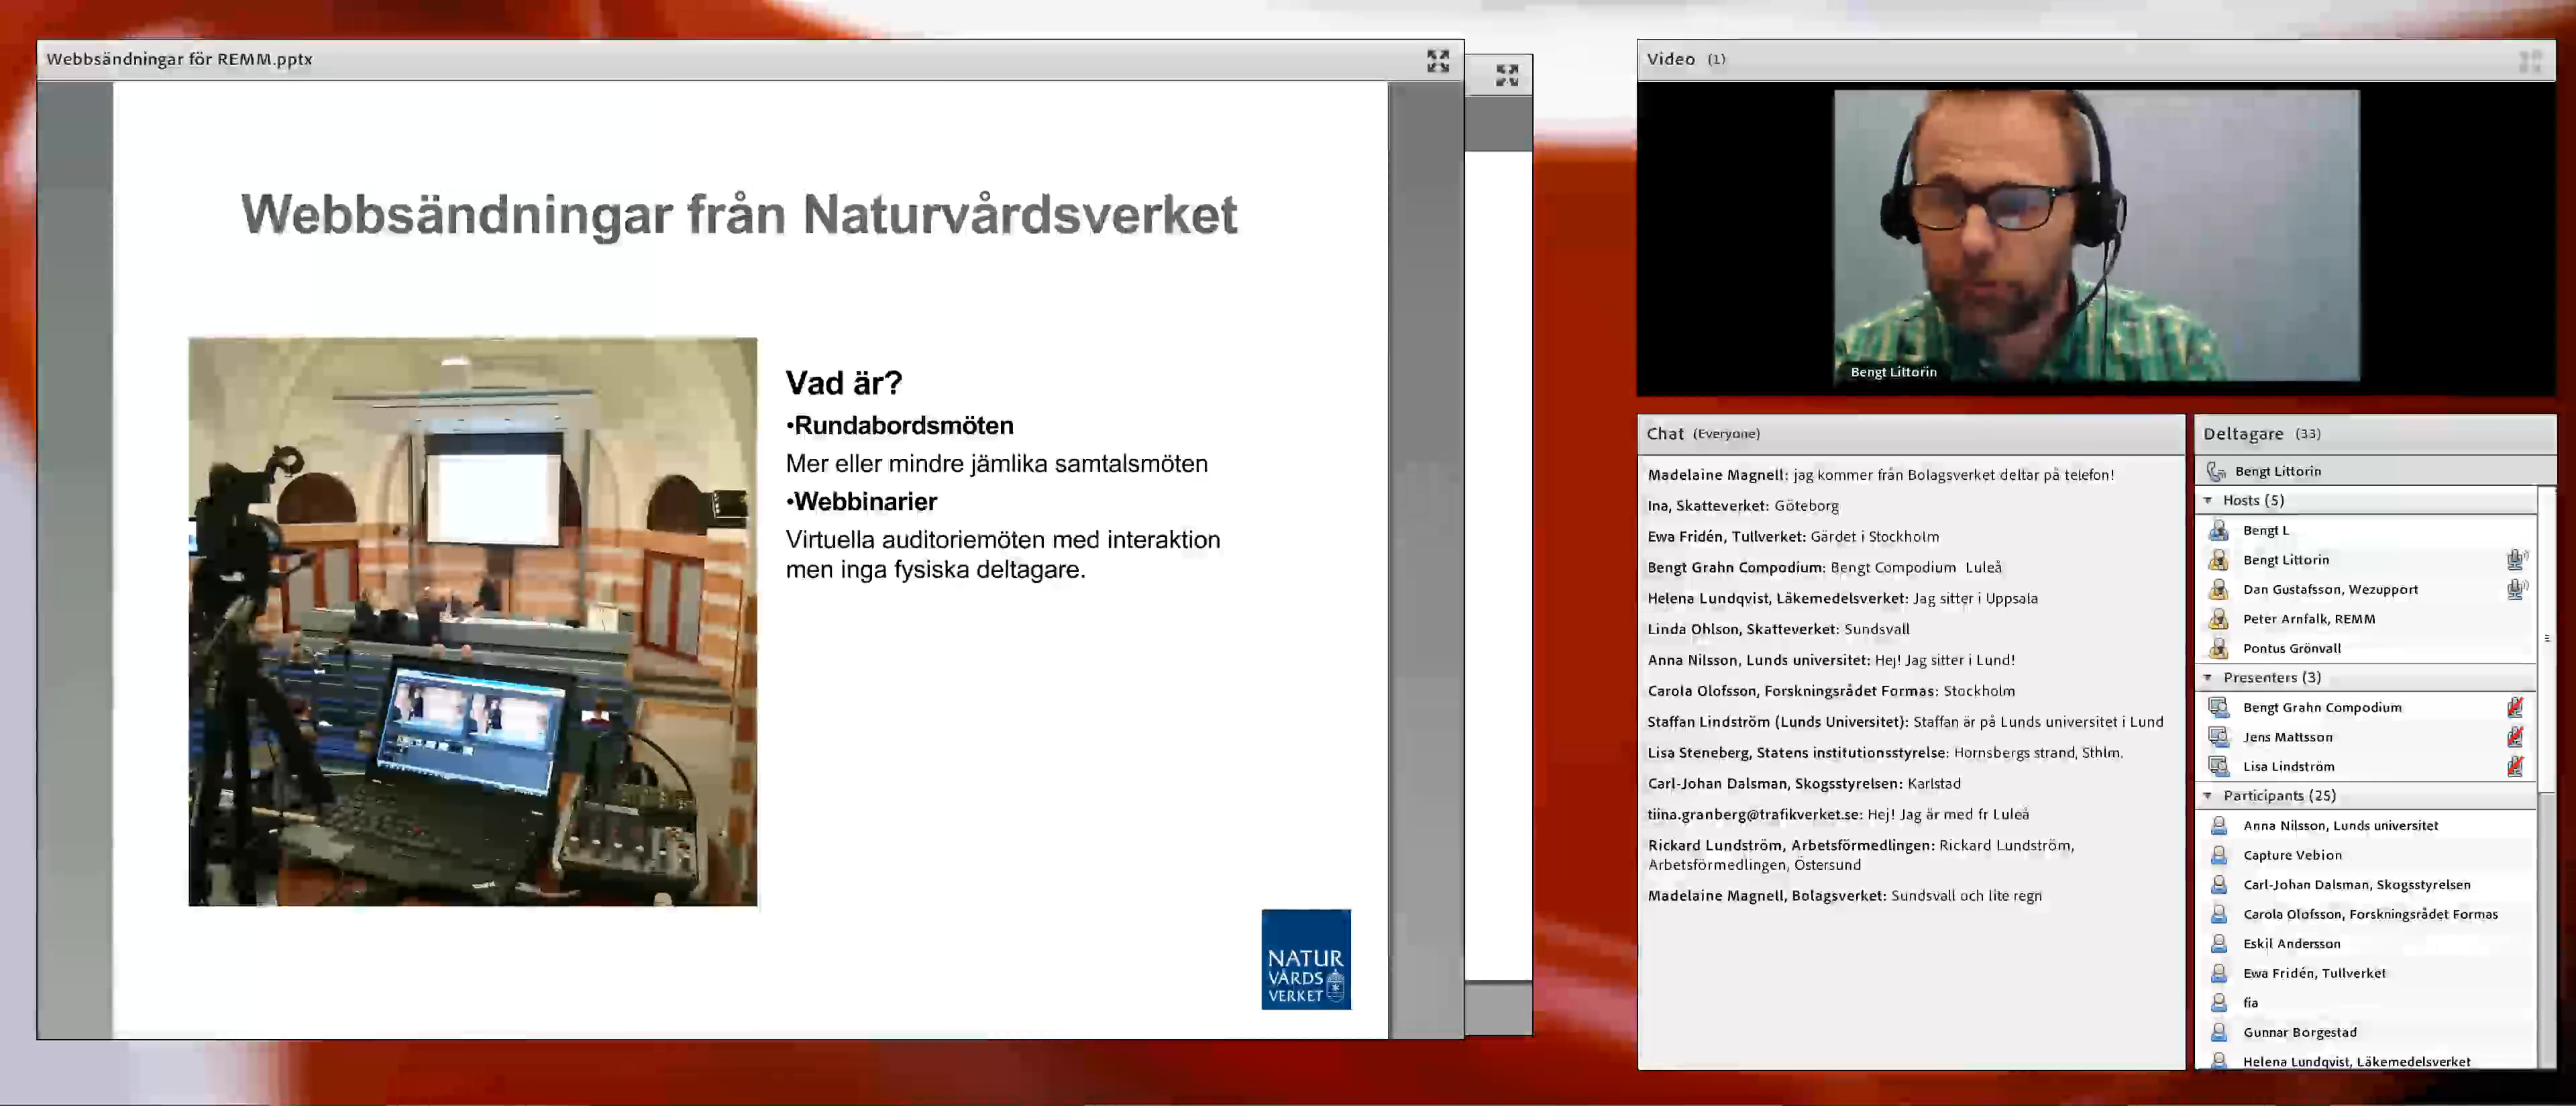 Webbsändningar för REMM.pptx
Webbsändningar från Naturvårdsverket
Vad är?
•Rundabordsmöten
Mer eller mindre jämlika samtalsmöten
•Webbinarier
Virtuella auditoriemöten med interaktion
men inga fysiska deltagare.
NATUR
VÅRDS
VERKET
Video (1)
Bengt Littorin
Chat (Everyone)
Madelaine Magnell: jag kommer från Bolagsverket deltar på telefon!
Ina, Skatteverket: Göteborg
Ewa Fridén, Tullverket: Gärdet i Stockholm
Bengt Grahn Compodium: Bengt Compodium Luleå
Helena Lundqvist, Läkemedelsverket: Jag sitter i Uppsala
Linda Ohlson, Skatteverket: Sundsvall
Anna Nilsson, Lunds universitet: Hej! Jag sitter i Lund!
Carola Olofsson, Forskningsrådet Formas: Stockholm
Staffan Lindström (Lunds Universitet): Staffan är på Lunds universitet i Lund
Lisa Steneberg, Statens institutionsstyrelse: Hornsbergs strand, Sthlm.
Carl-Johan Dalsman, Skogsstyrelsen: Karlstad
tiina.granberg@trafikverket.se: Hej! Jag är med fr Luleå
Rickard Lundström, Arbetsförmedlingen: Rickard Lundström,
Arbetsförmedlingen, Östersund
Madelaine Magnell, Bolagsverket: Sundsvall och lite regn
Deltagare (33)
Bengt Littorin
Hosts (5)
Bengt L
Bengt Littorin
Dan Gustafsson, Wezupport
Peter Arnfalk, REMM
Pontus Grönvall
Presenters (3)
Bengt Grahn Compodium
Jens Mattsson
Lisa Lindström
Participants (25)
Anna Nilsson, Lunds universitet
Capture Vebion
Carl-Johan Dalsman, Skogsstyrelsen
Carola Olofsson, Forskningsrådet Formas
Eskil Andersson
Ewa Fridén, Tullverket
fia
Gunnar Borgestad
Helena Lundqvist, Läkemedelsverket